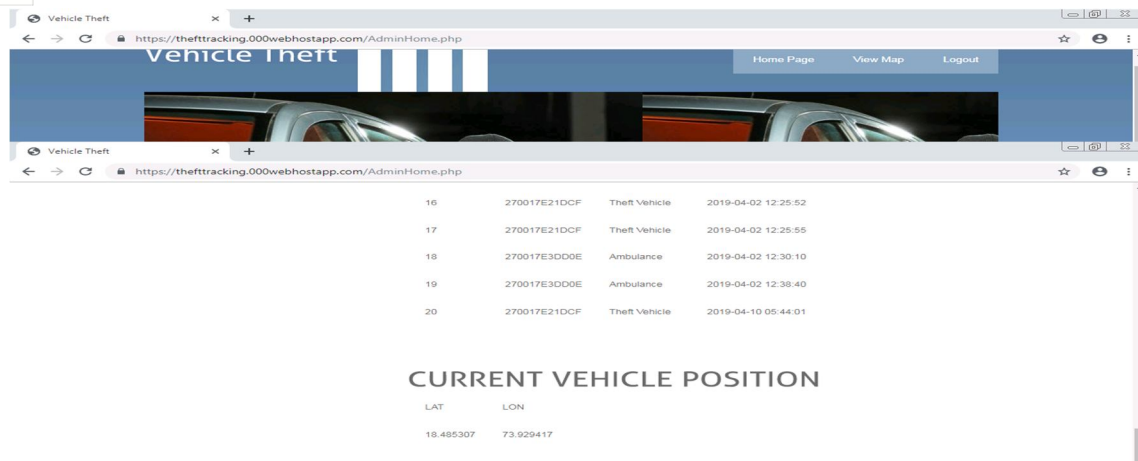 Vehicle Theft
https://thefttracking.000webhostapp.com/AdminHome.php
Vehicle Theft
Home Page View Map Logout
Vehicle Theft
https://thefttracking.000webhostapp.com/AdminHome.php
16 270017E21DCF Theft Vehicle 2019-04-02 12:25:52
17 270017E21DCF Theft Vehicle 2019-04-02 12:25:55
18 270017E3DD0E Ambulance 2019-04-02 12:30:10
19 270017E3DD0E Ambulance 2019-04-02 12:38:40
20 270017E21DCF Theft Vehicle 2019-04-10 05:44:01
CURRENT VEHICLE POSITION
LAT LON
18.485307 73.929417